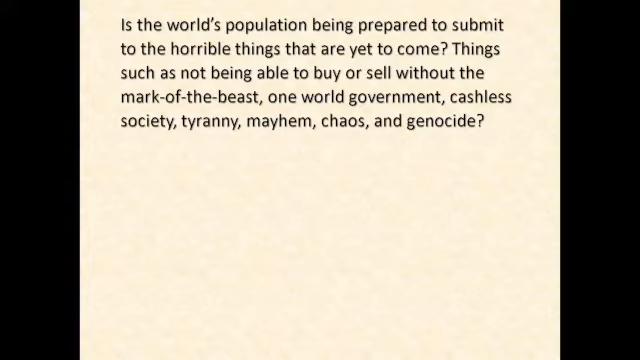 Is the world’s population being prepared to submit
to the horrible things that are yet to come? Things
such as not being able to buy or sell without the
mark-of-the-beast, one world government, cashless
society, tyranny, mayhem, chaos, and genocide?